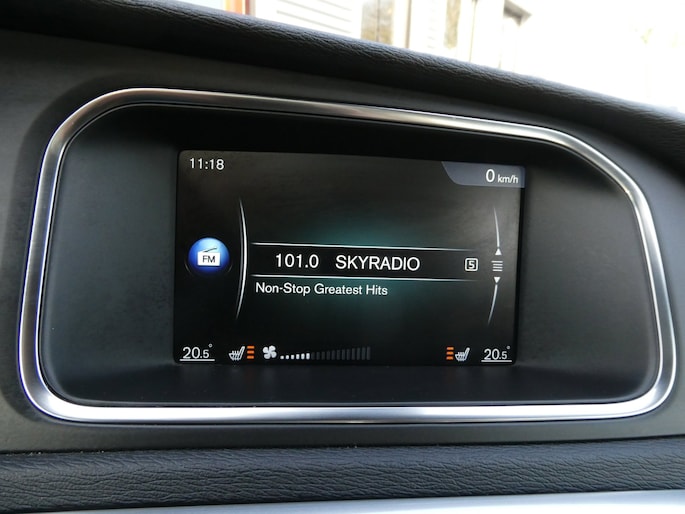 11:18
0 km/h
FM
101.0 SKYRADIO 5
Non-Stop Greatest Hits
20.5° 20.5°